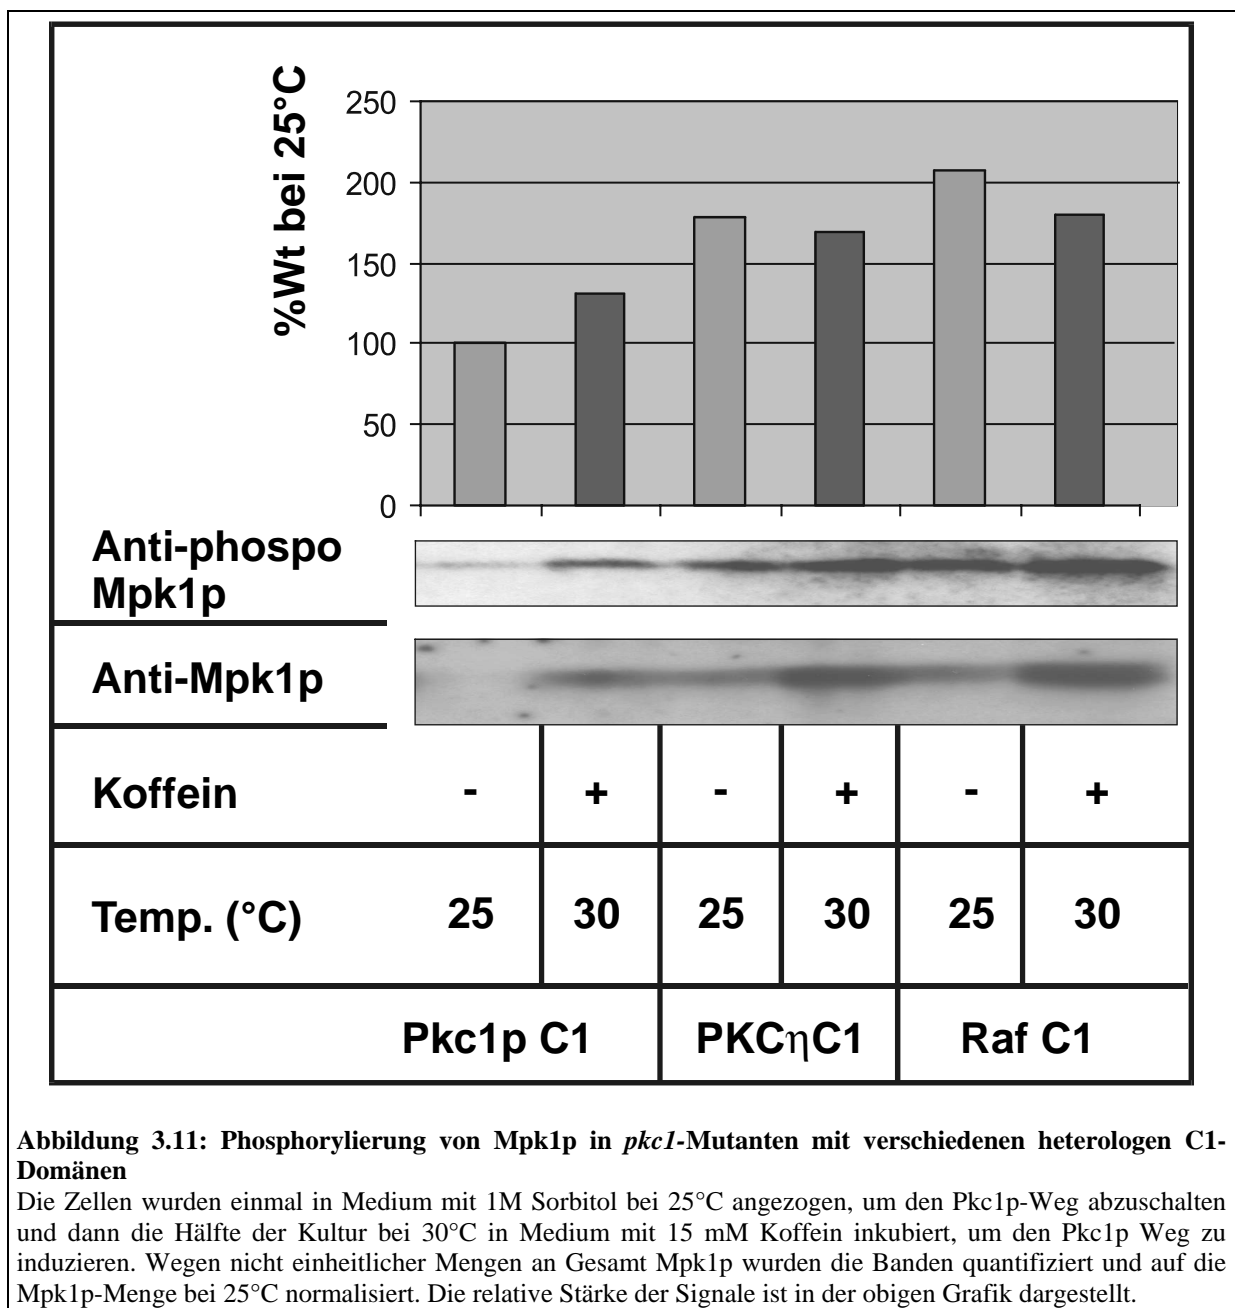 %Wt bei 25°C
250
200
150
100
50
0
Anti-phospo
Mpk1p
Anti-Mpk1p
Koffein - + - + - +
Temp. (°C) 25 30 25 30 25 30
Pkc1p C1 PKCηC1 Raf C1
Abbildung 3.11: Phosphorylierung von Mpk1p in pkc1-Mutanten mit verschiedenen heterologen C1-
Domänen
Die Zellen wurden einmal in Medium mit 1M Sorbitol bei 25°C angezogen, um den Pkc1p-Weg abzuschalten
und dann die Hälfte der Kultur bei 30°C in Medium mit 15 mM Koffein inkubiert, um den Pkc1p Weg zu
induzieren. Wegen nicht einheitlicher Mengen an Gesamt Mpk1p wurden die Banden quantifiziert und auf die
Mpk1p-Menge bei 25°C normalisiert. Die relative Stärke der Signale ist in der obigen Grafik dargestellt.